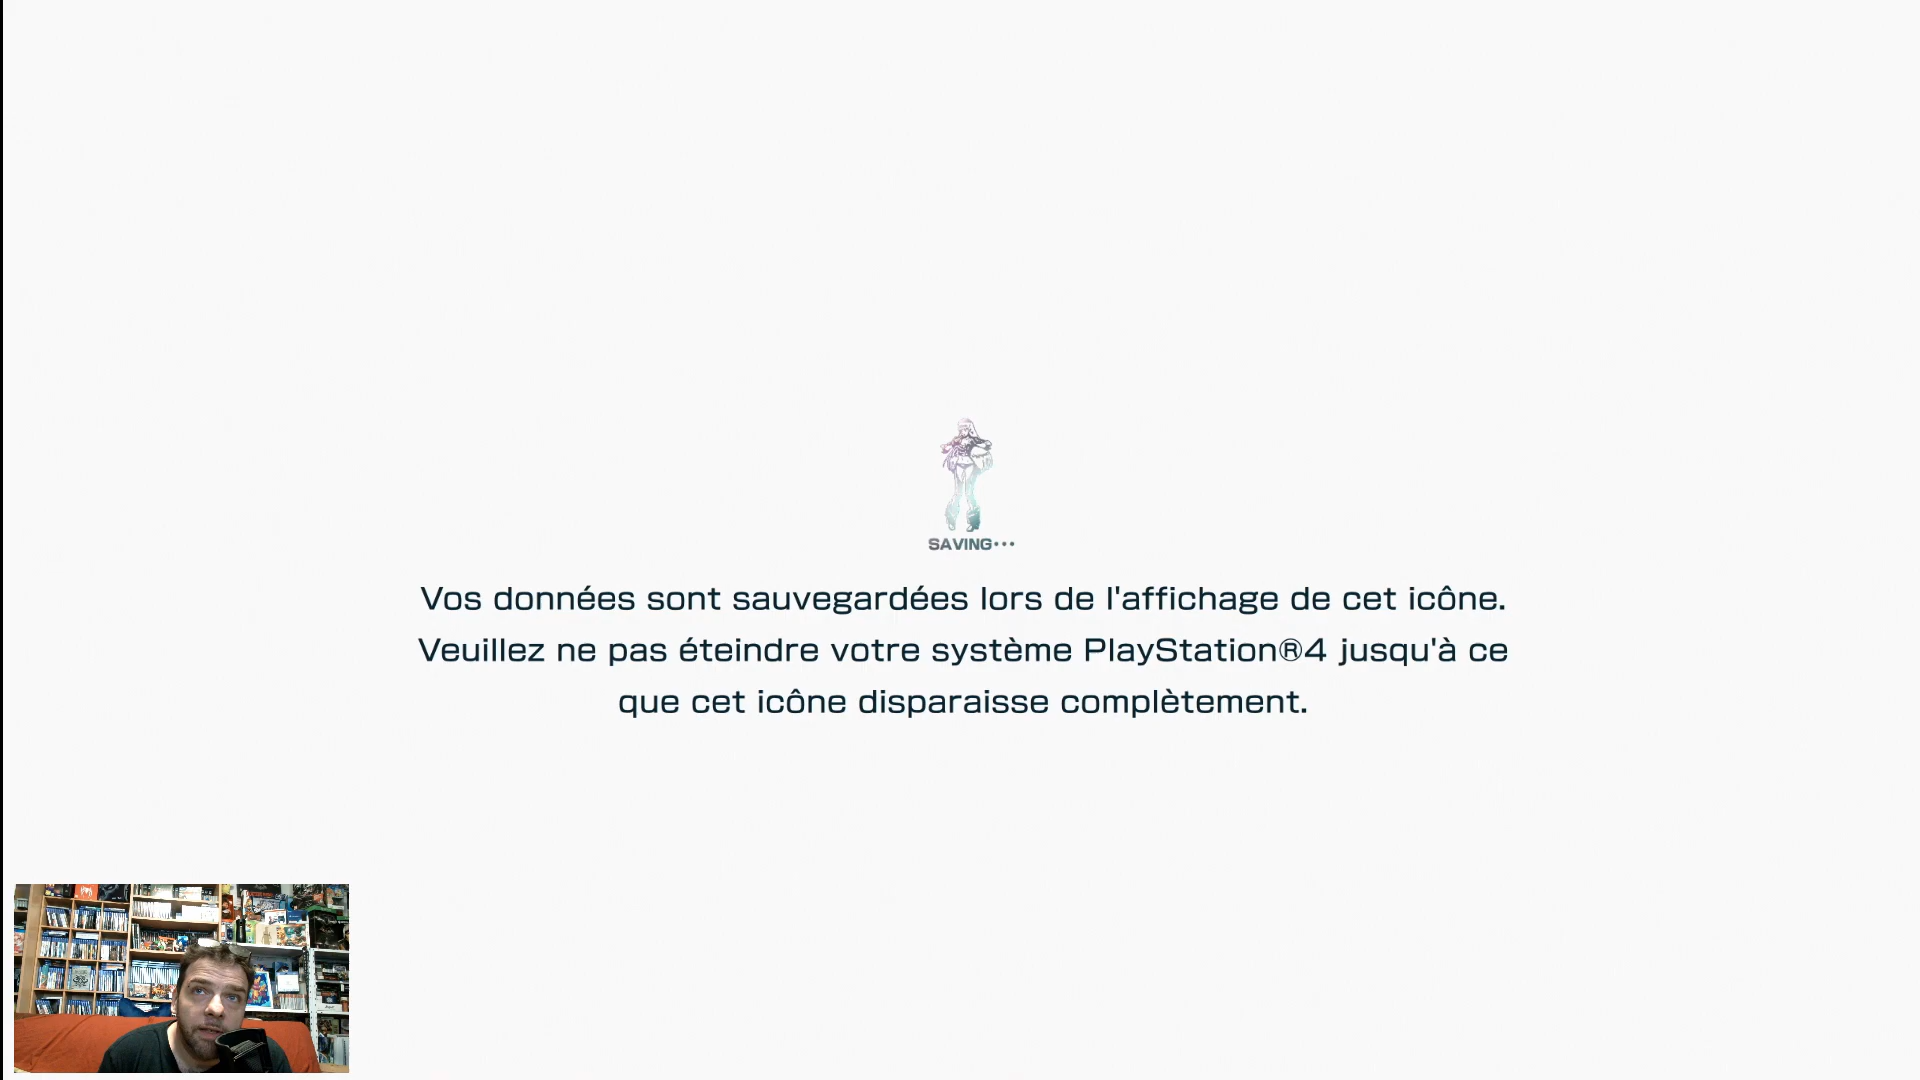 SAVING•••
Vos données sont sauvegardées lors de l'affichage de cet icône.
Veuillez ne pas éteindre votre système PlayStation®4 jusqu'à ce
que cet icône disparaisse complètement.